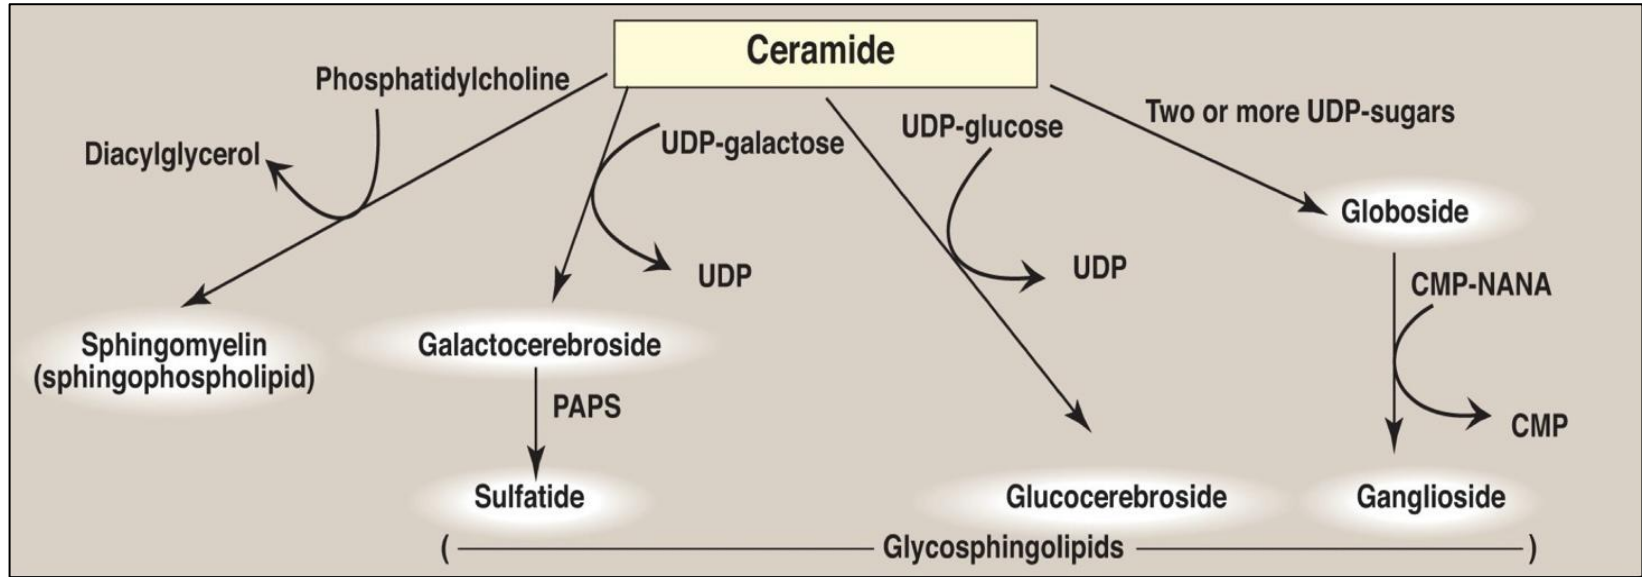 Ceramide
Phosphatidylcholine
Diacylglycerol
UDP-galactose
UDP
UDP-glucose
UDP
Two or more UDP-sugars
Globoside
CMP-NANA
CMP
Sphingomyelin
(sphingophospholipid)
Galactocerebroside
PAPS
Sulfatide
Glucocerebroside
Ganglioside
( Glycosphingolipids )